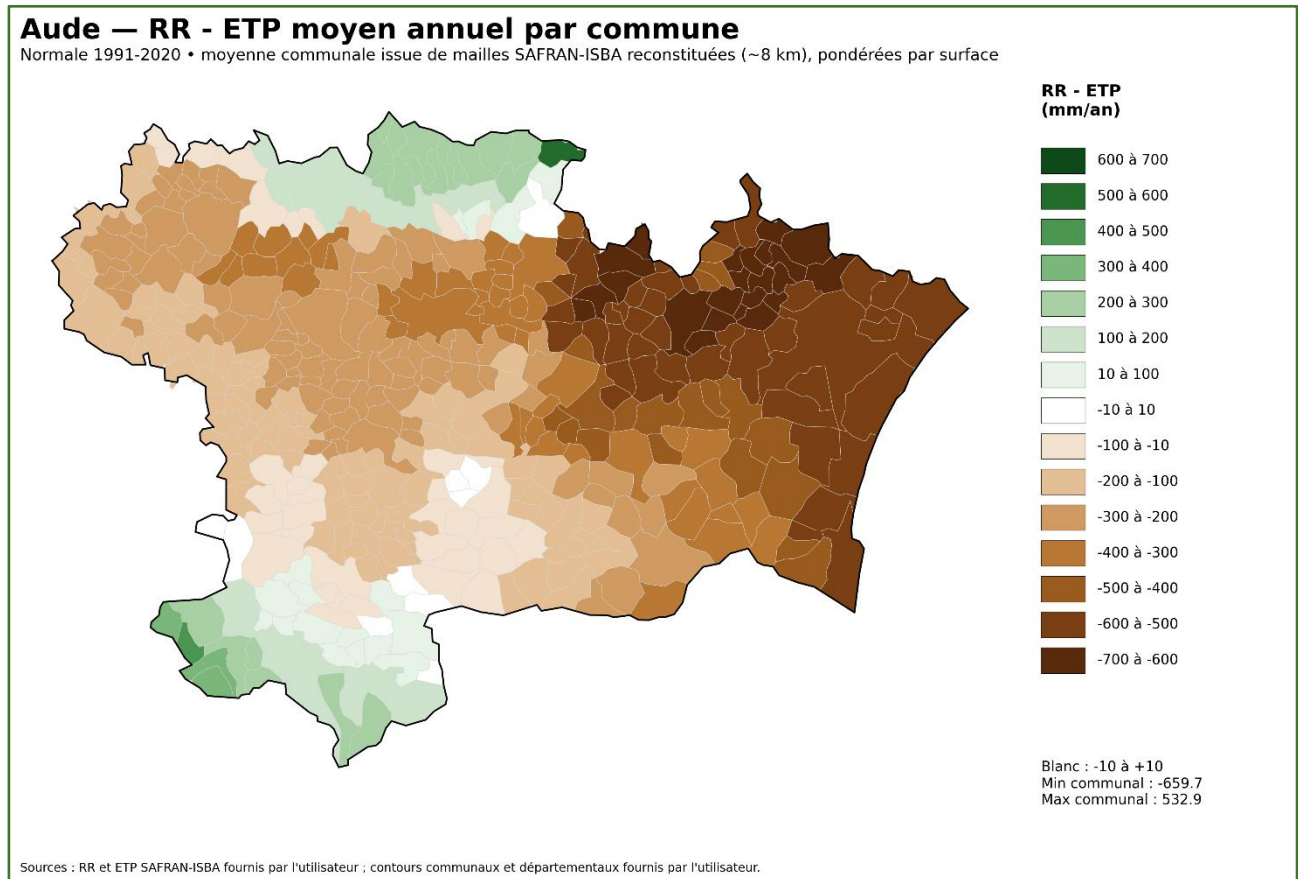 Aude — RR - ETP moyen annuel par commune
Normale 1991-2020 • moyenne communale issue de mailles SAFRAN-ISBA reconstituées (~8 km), pondérées par surface
RR - ETP
(mm/an)
600 à 700
500 à 600
400 à 500
300 à 400
200 à 300
100 à 200
10 à 100
-10 à 10
-100 à -10
-200 à -100
-300 à -200
-400 à -300
-500 à -400
-600 à -500
-700 à -600
Blanc : -10 à +10
Min communal : -659.7
Max communal : 532.9
Sources : RR et ETP SAFRAN-ISBA fournis par l'utilisateur ; contours communaux et départementaux fournis par l'utilisateur.